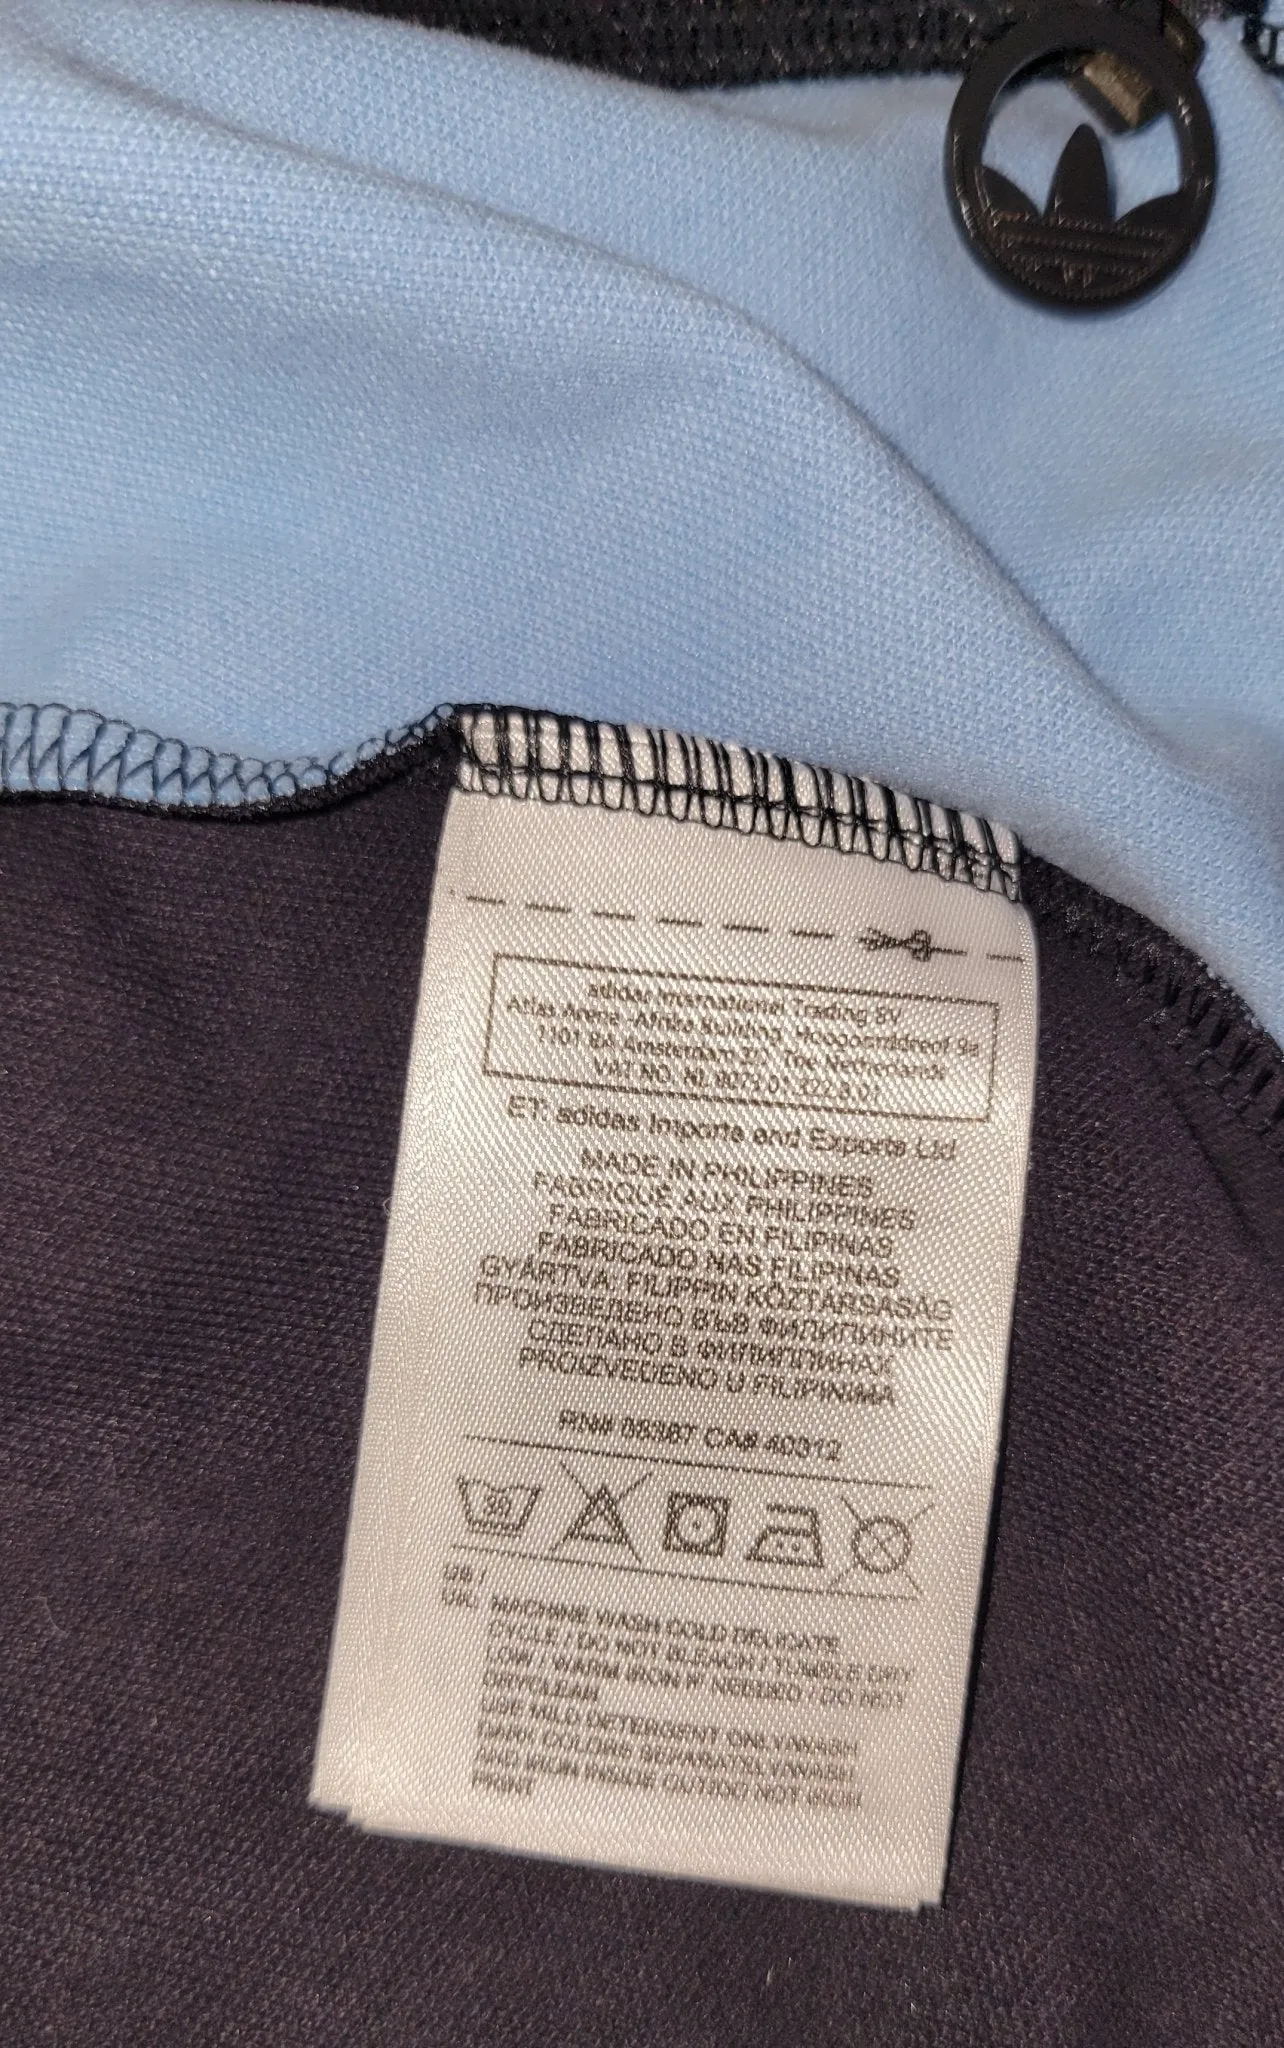 adidas International Trading BV
Atlas Arena -Afrika Building, Hoogoorddreef 9a
1101 BA Amsterdam ZO, The Netherlands
VAT NO. NL 8073.01.322.B.01
ET: adidas Imports and Exports Ltd
MADE IN PHILIPPINES
FABRIQUÉ AUX PHILIPPINES
FABRICADO EN FILIPINAS
FABRICADO NAS FILIPINAS
GYÁRTVA: FILIPPIN KÖZTÁRSASÁG
ПРОИЗВЕДЕНО ВЪВ ФИЛИПИНИТЕ
СДЕЛАНО В ФИЛИППИНАХ
PROIZVEDENO U FILIPINIMA
RN# 88387 CA# 40312
30
US /
UK. MACHINE WASH COLD DELICATE
CYCLE / DO NOT BLEACH / TUMBLE DRY
LOW / WARM IRON IF NEEDED / DO NOT
DRYCLEAN
USE MILD DETERGENT ONLY/WASH
DARK COLORS SEPARATELY/WASH
AND IRON INSIDE OUT/DO NOT IRON
PRINT